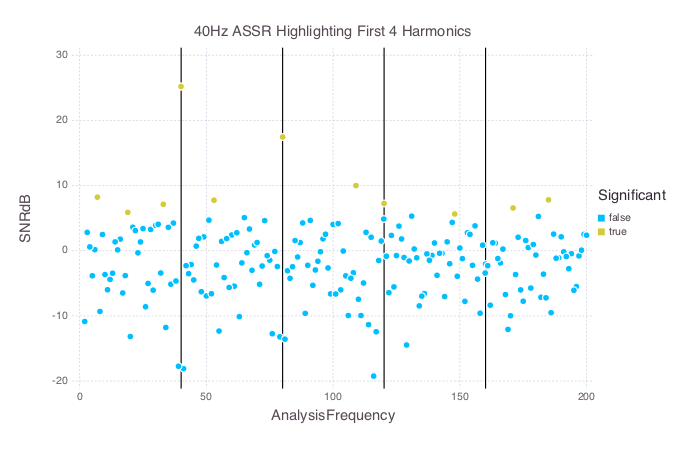 40Hz ASSR Highlighting First 4 Harmonics
30
20
10
0
-10
-20
SNRdB
0 50 100 150 200
AnalysisFrequency
Significant
false
true